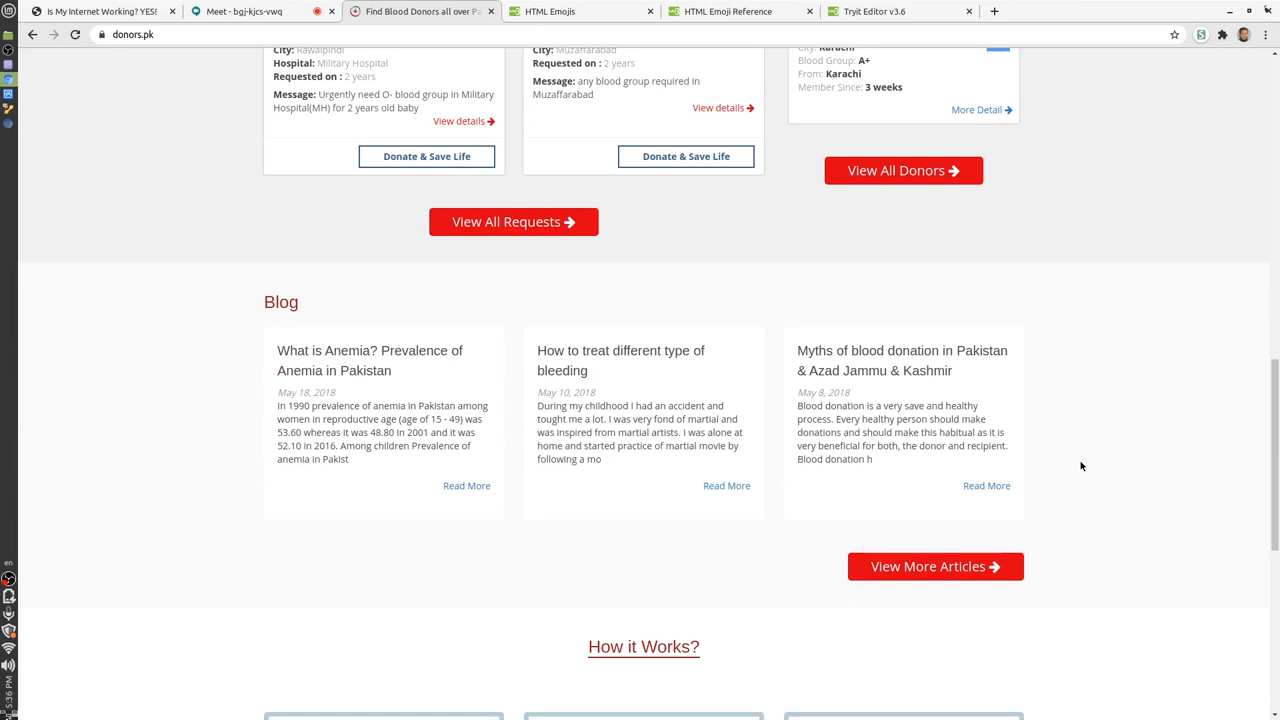 Is My Internet Working? YES!
Meet - bgj-kjcs-vwq
Find Blood Donors all over Pa
HTML Emojis
HTML Emoji Reference
Tryit Editor v3.6
donors.pk
City: Rawalpindi
Hospital: Military Hospital
Requested on : 2 years
Message: Urgently need O- blood group in Military
Hospital(MH) for 2 years old baby
View details
Donate & Save Life
City: Muzaffarabad
Requested on : 2 years
Message: any blood group required in
Muzaffarabad
View details
Donate & Save Life
City: Karachi
Blood Group: A+
From: Karachi
Member Since: 3 weeks
More Detail
View All Donors
View All Requests
Blog
What is Anemia? Prevalence of
Anemia in Pakistan
May 18, 2018
In 1990 prevalence of anemia in Pakistan among
women in reproductive age (age of 15 - 49) was
53.60 whereas it was 48.80 in 2001 and it was
52.10 in 2016. Among children Prevalence of
anemia in Pakist
Read More
How to treat different type of
bleeding
May 10, 2018
During my childhood I had an accident and
tought me a lot. I was very fond of martial and
was inspired from martial artists. I was alone at
home and started practice of martial movie by
following a mo
Read More
Myths of blood donation in Pakistan
& Azad Jammu & Kashmir
May 8, 2018
Blood donation is a very save and healthy
process. Every healthy person should make
donations and should make this habitual as it is
very beneficial for both, the donor and recipient.
Blood donation h
Read More
View More Articles
How it Works?
en
5:36 PM